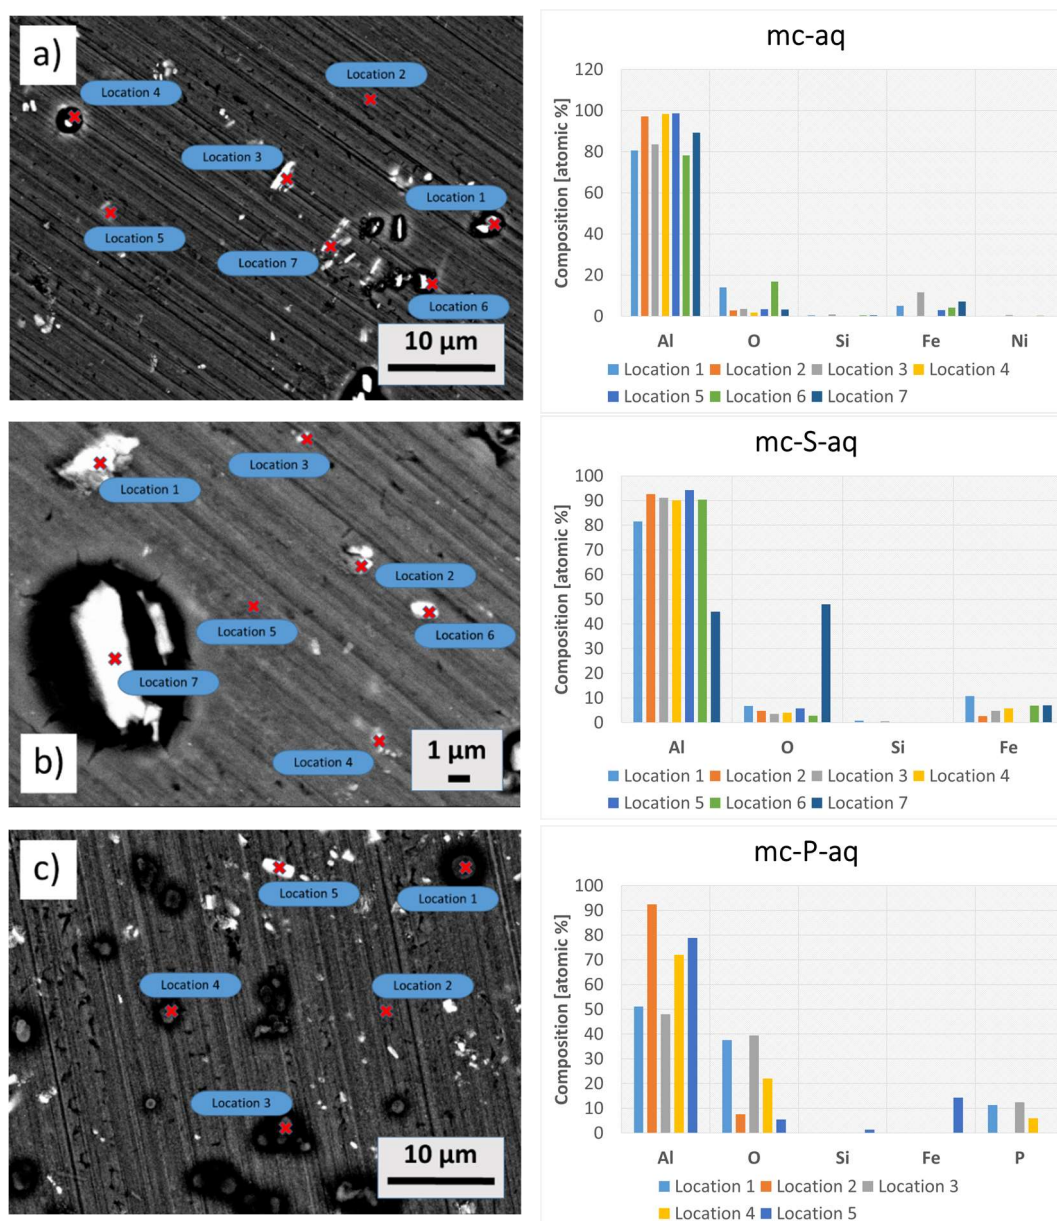 a)
Location 2
Location 4
Location 3
Location 1
Location 5
Location 7
Location 6
10 μm
mc-aq
Composition [atomic %]
120
100
80
60
40
20
0
Al O Si Fe Ni
Location 1 Location 2 Location 3 Location 4
Location 5 Location 6 Location 7
b)
Location 3
Location 1
Location 2
Location 5
Location 6
Location 7
Location 4
1 μm
mc-S-aq
Composition [atomic %]
100
90
80
70
60
50
40
30
20
10
0
Al O Si Fe
Location 1 Location 2 Location 3 Location 4
Location 5 Location 6 Location 7
c)
Location 5
Location 1
Location 4
Location 2
Location 3
10 μm
mc-P-aq
Composition [atomic %]
100
90
80
70
60
50
40
30
20
10
0
Al O Si Fe P
Location 1 Location 2 Location 3
Location 4 Location 5